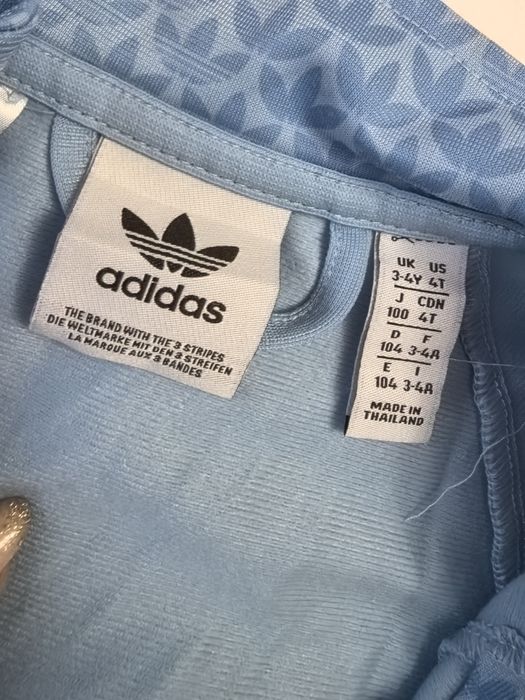 adidas
THE BRAND WITH THE 3 STRIPES
DIE WELTMARKE MIT DEN 3 STREIFEN
LA MARQUE AUX 3 BANDES
UK US
3-4Y 4T
J CDN
100 4T
D F
104 3-4A
E I
104 3-4A
MADE IN
THAILAND